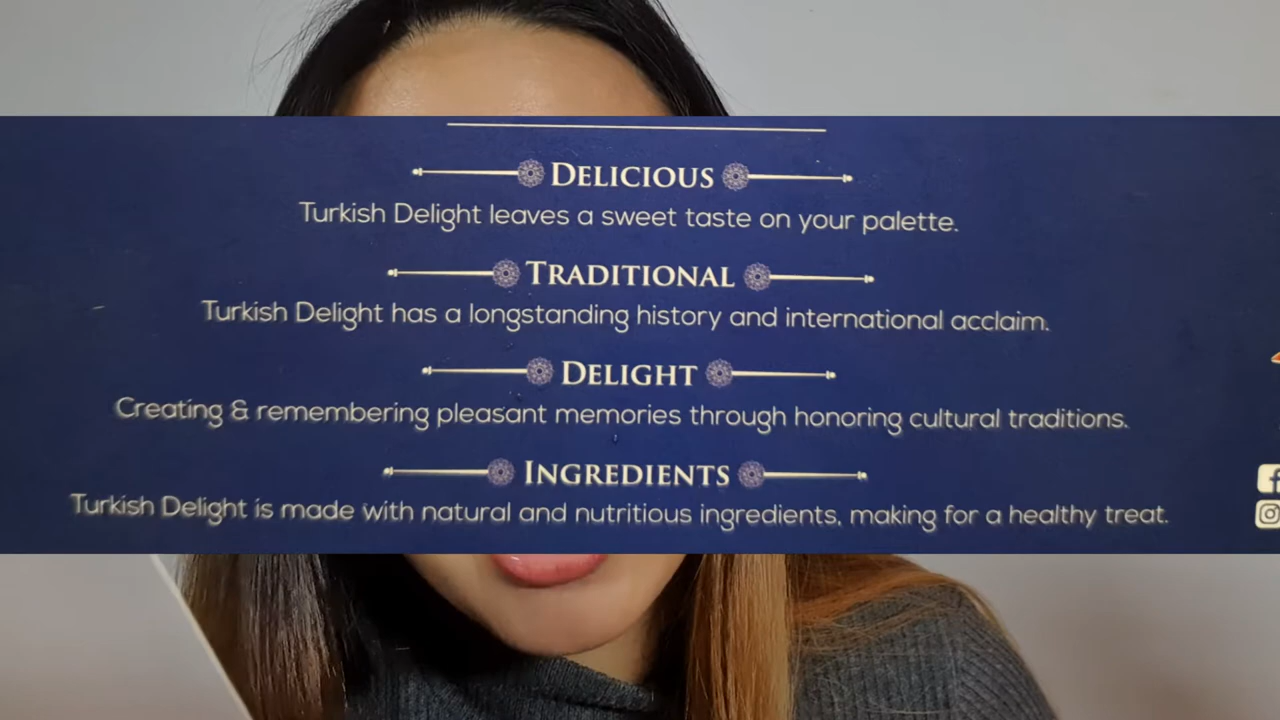 DELICIOUS
Turkish Delight leaves a sweet taste on your palette.
TRADITIONAL
Turkish Delight has a longstanding history and international acclaim.
DELIGHT
Creating & remembering pleasant memories through honoring cultural traditions.
INGREDIENTS
Turkish Delight is made with natural and nutritious ingredients, making for a healthy treat.